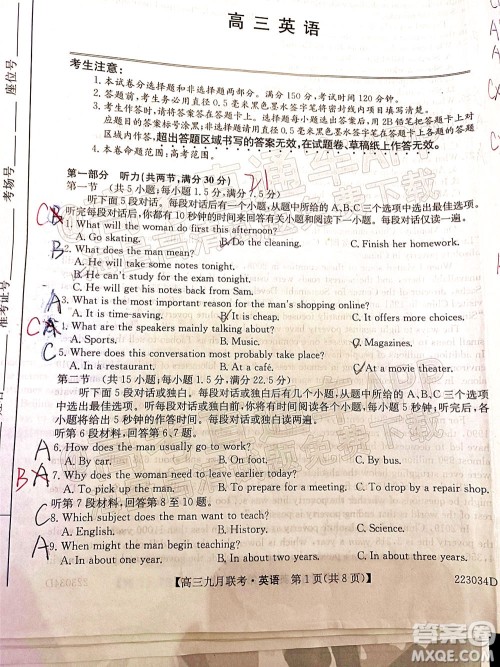 高三英语
座位号
考场号
准考证号
考生注意:
1. 本试卷分选择题和非选择题两部分。满分 150 分,考试时间 120 分钟。
2. 答题前,考生务必用直径 0.5 毫米黑色墨水签字笔将密封线内项目填写清楚。
3. 考生作答时,请将答案答在答题卡上。选择题每小题选出答案后,用 2B 铅笔把答题卡上对应题目的答案标号涂黑;非选择题请用直径 0.5 毫米黑色墨水签字笔在答题卡上各题的答题区域内作答,超出答题区域书写的答案无效,在试题卷、草稿纸上作答无效。
4. 本卷命题范围:高考范围。
第一部分 听力(共两节,满分 30 分) 21
第一节 (共 5 小题;每小题 1.5 分,满分 7.5 分)
听下面 5 段对话。每段对话后有一个小题,从题中所给的 A、B、C 三个选项中选出最佳选项。
听完每段对话后,你都有 10 秒钟的时间来回答有关小题和阅读下一小题。每段对话仅读一遍。
C B 1. What will the woman do first this afternoon?
A. Go skating. B. Do the cleaning. C. Finish her homework.
B 2. What does the man mean?
A. He will take some notes tonight.
B. He can't study for the exam tonight.
C. He will get his notes back from Sam.
A 3. What is the most important reason for the man's shopping online?
A. It is time-saving. B. It is cheap. C. It offers more choices.
C A 4. What are the speakers mainly talking about?
A. Sports. B. Music. C. Magazines.
C 5. Where does this conversation most probably take place?
A. In a restaurant. B. At a café. C. At a movie theater.
第二节 (共 15 小题;每小题 1.5 分,满分 22.5 分)
听下面 5 段对话或独白。每段对话或独白后有几个小题,从题中所给的 A、B、C 三个选项中选出最佳选项。听每段对话或独白前,你将有时间阅读各个小题,每小题 5 秒钟;听完后,各小题将给出 5 秒钟的作答时间。每段对话或独白读两遍。
听第 6 段材料,回答第 6、7 题。
A 6. How does the man usually go to work?
A. By car. B. On foot. C. By bus.
B A 7. Why does the woman need to leave earlier today?
A. To pick up the man. B. To prepare for a meeting. C. To drop by a repair shop.
听第 7 段材料,回答第 8 至 10 题。
C 8. Which subject does the man want to teach?
A. English. B. History. C. Chinese.
A 9. When might the man begin to teach?
A. In about one year. B. In about two years. C. In about three years.
【高三九月联考·英语 第 1 页(共 8 页)】
223034D
答案圈
MXQE.COM